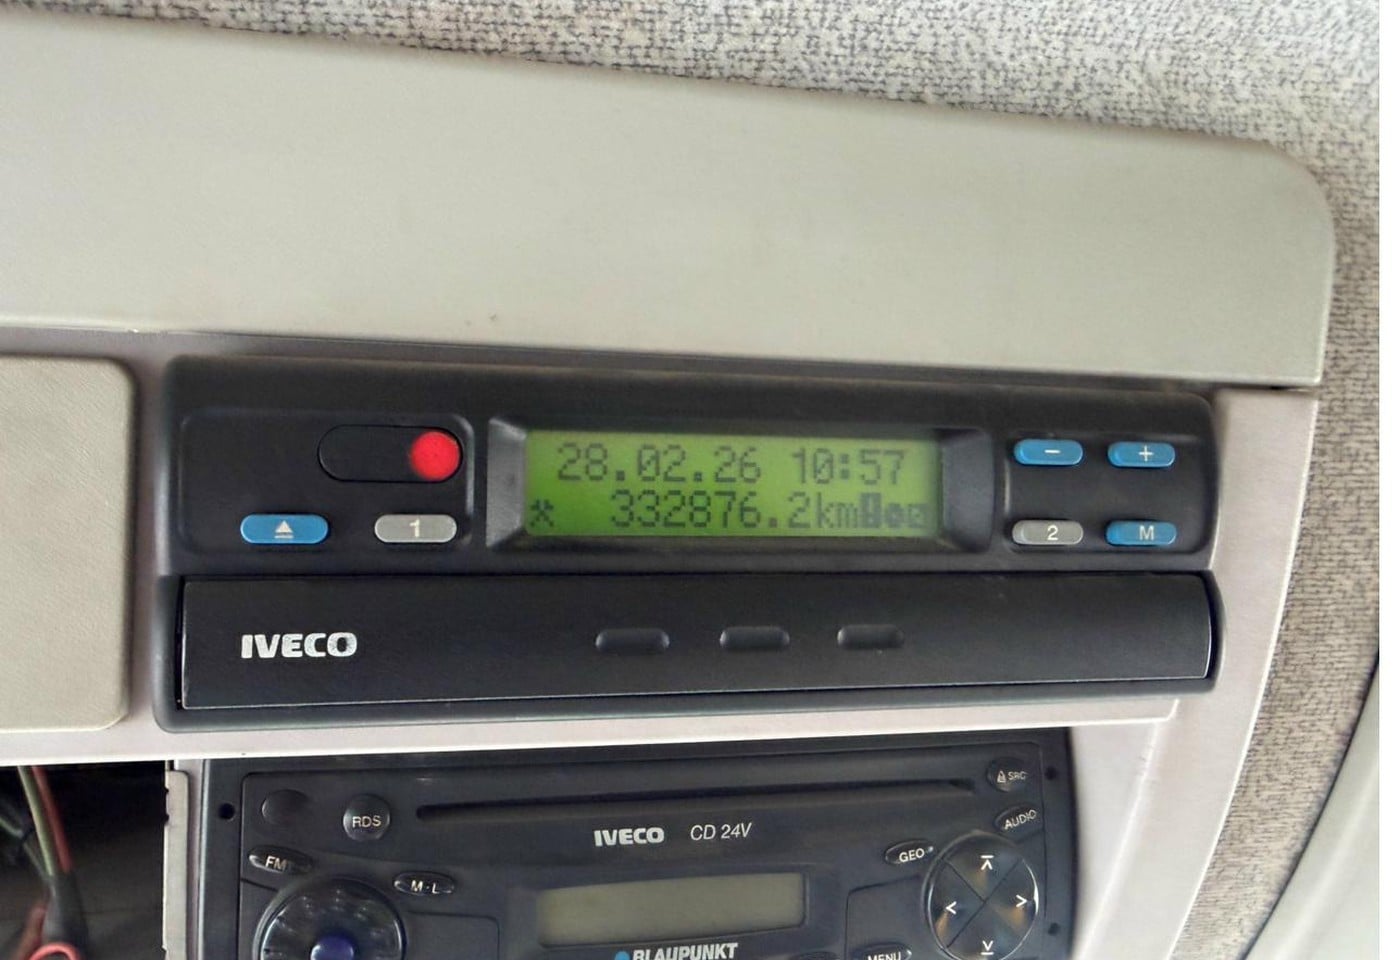 28.02.26 10:57
332876.2km
1
2
M
IVECO
RDS
IVECO CD 24V
SRC
AUDIO
FM
M·L
GEO
BLAUPUNKT
MENU